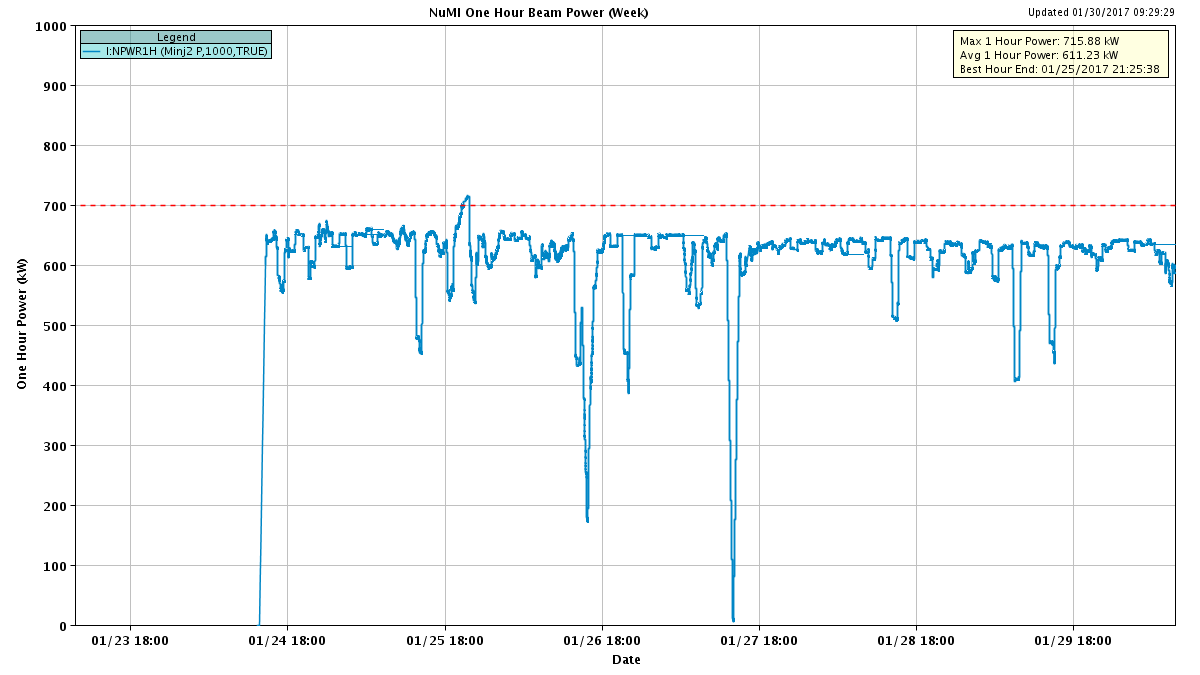 NuMI One Hour Beam Power (Week)
Updated 01/30/2017 09:29:29
Legend
I:NPWR1H (Minj2 P,1000,TRUE)
Max 1 Hour Power: 715.88 kW
Avg 1 Hour Power: 611.23 kW
Best Hour End: 01/25/2017 21:25:38
One Hour Power (kW)
1000
900
800
700
600
500
400
300
200
100
0
01/23 18:00
01/24 18:00
01/25 18:00
01/26 18:00
01/27 18:00
01/28 18:00
01/29 18:00
Date